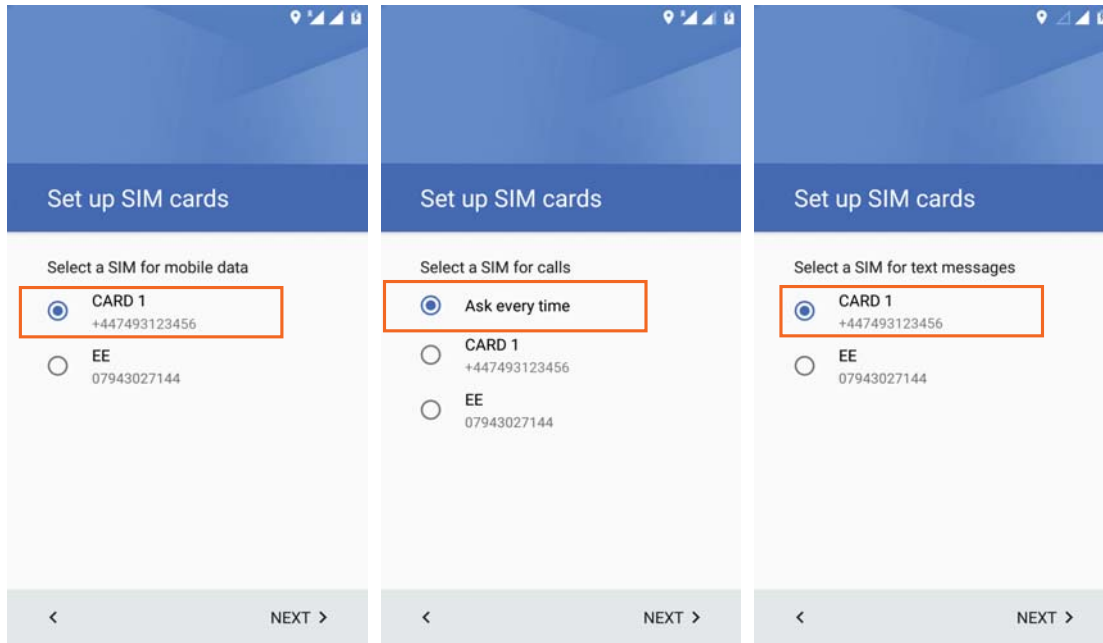 Set up SIM cards
Select a SIM for mobile data
CARD 1
+447493123456
EE
07943027144
NEXT
Set up SIM cards
Select a SIM for calls
Ask every time
CARD 1
+447493123456
EE
07943027144
NEXT
Set up SIM cards
Select a SIM for text messages
CARD 1
+447493123456
EE
07943027144
NEXT